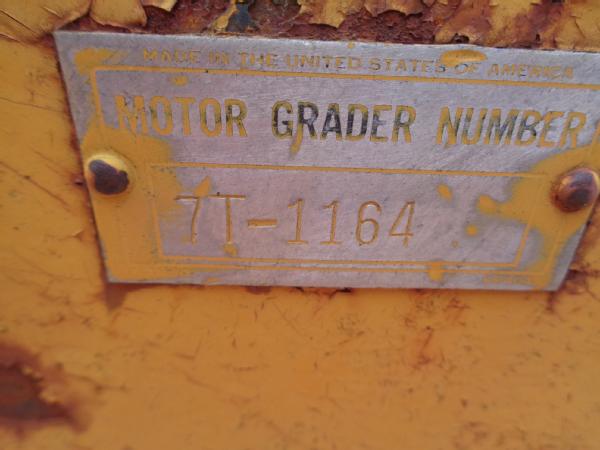 MADE IN THE UNITED STATES OF AMERICA
MOTOR GRADER NUMBER
7T-1164